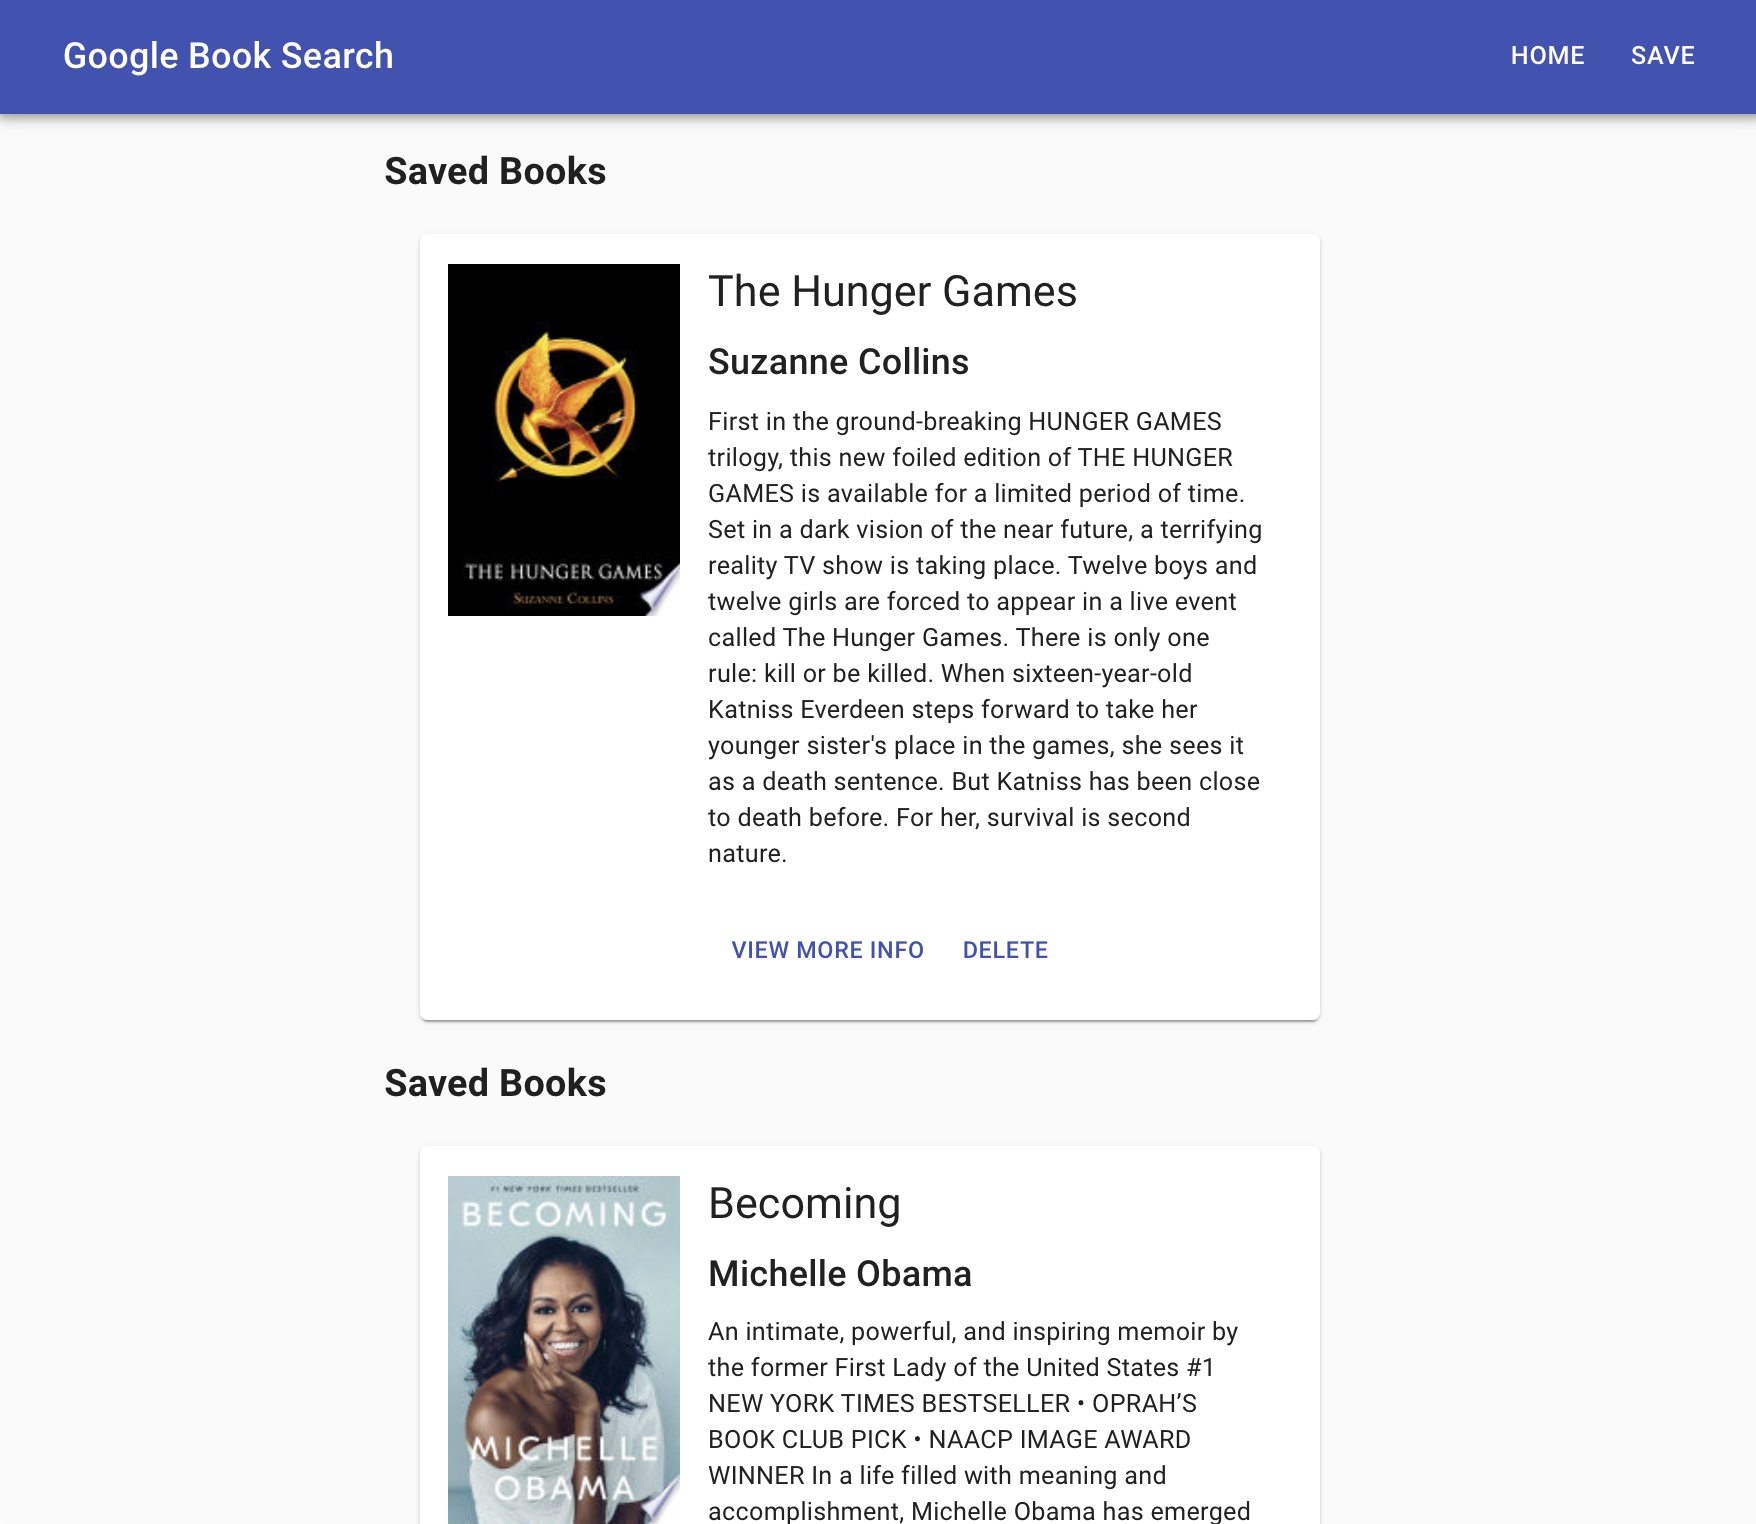 Google Book Search
HOME SAVE
Saved Books
THE HUNGER GAMES
SUZANNE COLLINS
The Hunger Games
Suzanne Collins
First in the ground-breaking HUNGER GAMES
trilogy, this new foiled edition of THE HUNGER
GAMES is available for a limited period of time.
Set in a dark vision of the near future, a terrifying
reality TV show is taking place. Twelve boys and
twelve girls are forced to appear in a live event
called The Hunger Games. There is only one
rule: kill or be killed. When sixteen-year-old
Katniss Everdeen steps forward to take her
younger sister's place in the games, she sees it
as a death sentence. But Katniss has been close
to death before. For her, survival is second
nature.
VIEW MORE INFO DELETE
Saved Books
#1 NEW YORK TIMES BESTSELLER
BECOMING
MICHELLE
OBAMA
Becoming
Michelle Obama
An intimate, powerful, and inspiring memoir by
the former First Lady of the United States #1
NEW YORK TIMES BESTSELLER • OPRAH’S
BOOK CLUB PICK • NAACP IMAGE AWARD
WINNER In a life filled with meaning and
accomplishment, Michelle Obama has emerged